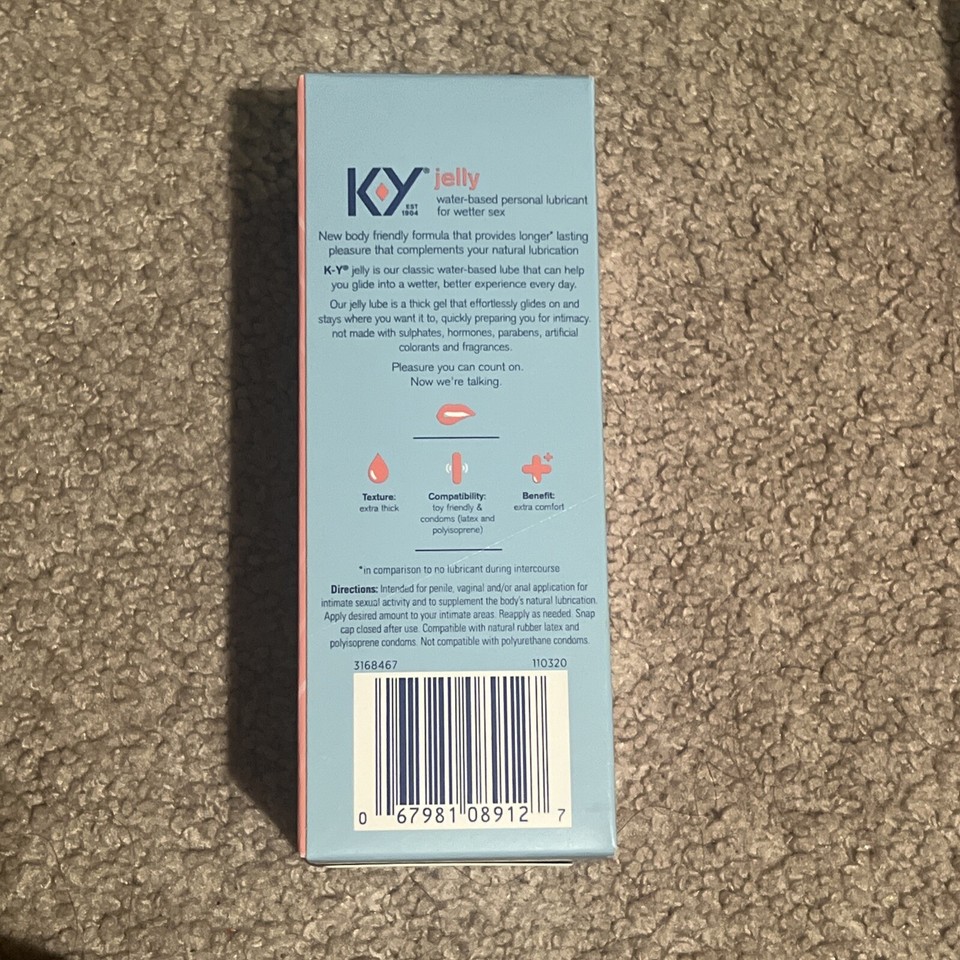 K-Y® jelly
EST
1904
water-based personal lubricant
for wetter sex
New body friendly formula that provides longer* lasting
pleasure that complements your natural lubrication
K-Y® jelly is our classic water-based lube that can help
you glide into a wetter, better experience every day.
Our jelly lube is a thick gel that effortlessly glides on and
stays where you want it to, quickly preparing you for intimacy.
not made with sulphates, hormones, parabens, artificial
colorants and fragrances.
Pleasure you can count on.
Now we're talking.
Texture:
extra thick
Compatibility:
toy friendly &
condoms (latex and
polyisoprene)
Benefit:
extra comfort
*in comparison to no lubricant during intercourse
Directions: Intended for penile, vaginal and/or anal application for
intimate sexual activity and to supplement the body's natural lubrication.
Apply desired amount to your intimate areas. Reapply as needed. Snap
cap closed after use. Compatible with natural rubber latex and
polyisoprene condoms. Not compatible with polyurethane condoms.
3168467 110320
0 67981 08912 7